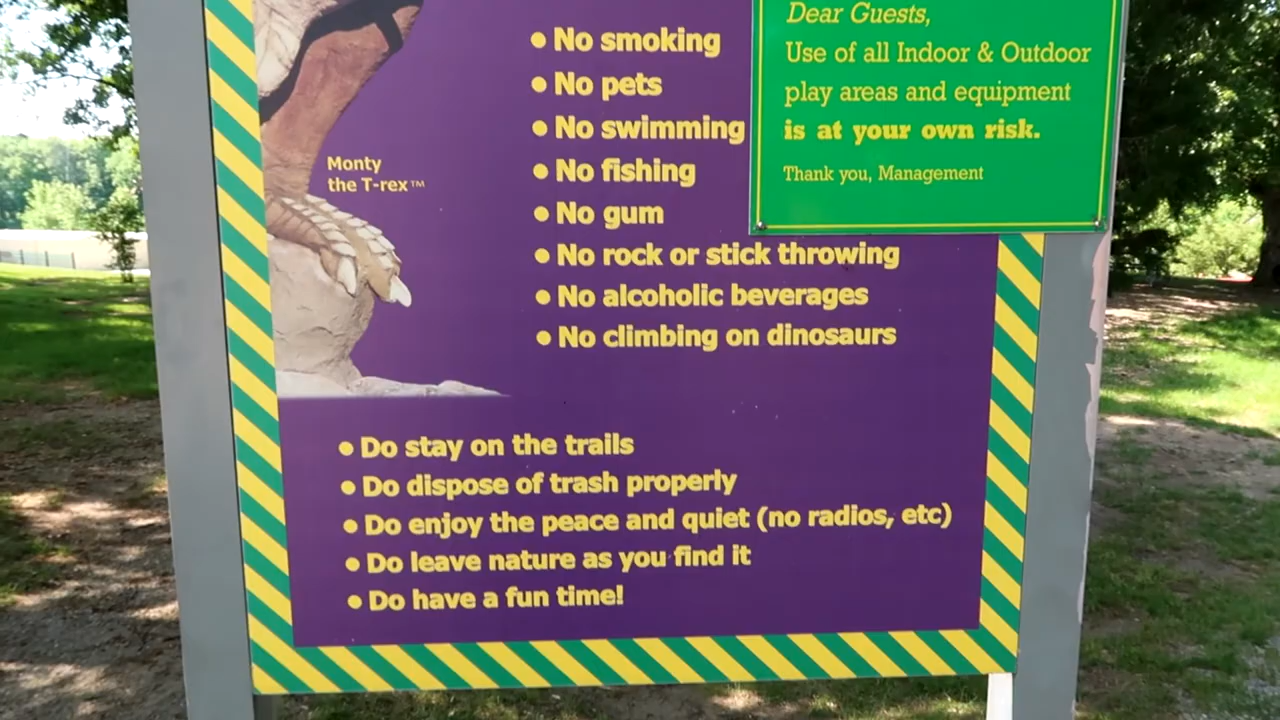 • No smoking
• No pets
• No swimming
• No fishing
• No gum
• No rock or stick throwing
• No alcoholic beverages
• No climbing on dinosaurs
Dear Guests,
Use of all Indoor & Outdoor
play areas and equipment
is at your own risk.
Thank you, Management
Monty
the T-rex™
• Do stay on the trails
• Do dispose of trash properly
• Do enjoy the peace and quiet (no radios, etc)
• Do leave nature as you find it
• Do have a fun time!